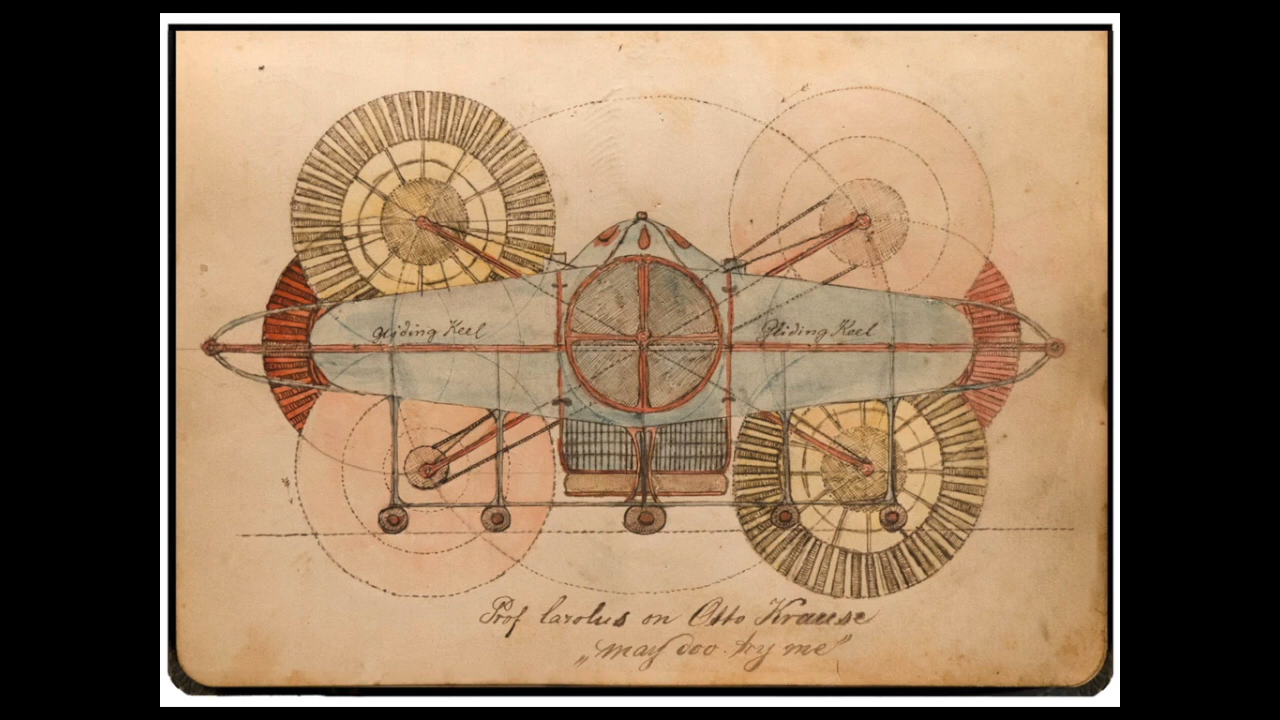 Gliding Keel
Gliding Keel
Prof Carolus on Otto Krause
„may doo. try me”